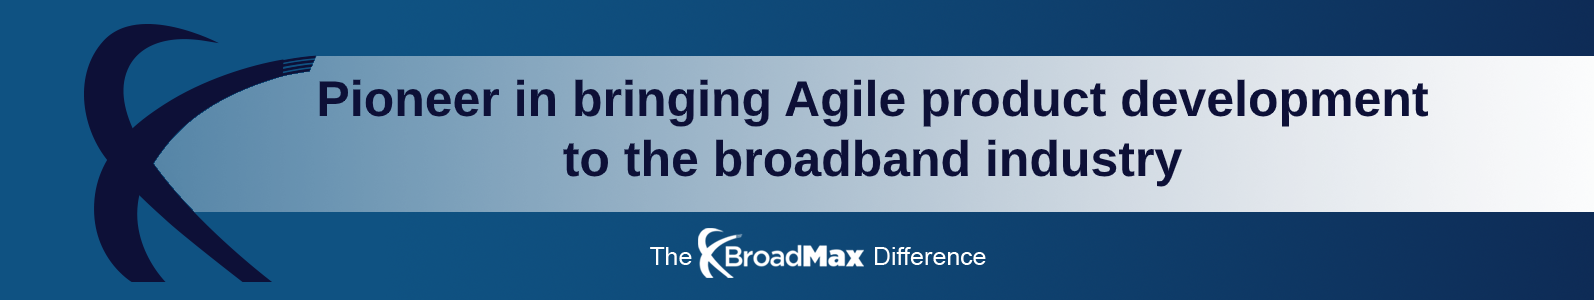 Pioneer in bringing Agile product development
to the broadband industry
The BroadMax Difference